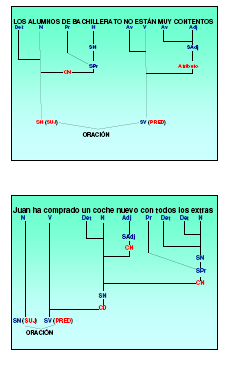 LOS ALUMNOS DE BACHILLERATO NO ESTÁN MUY CONTENTOS
Det N Pr N Av V Av Adj
SN SAdj
SPr Atributo
CN
SN (SUJ) SV (PRED)
ORACIÓN
Juan ha comprado un coche nuevo con todos los extras
N V Det N Adj Pr Det Det N
SAdj
CN
SN
SPr
CN
SN
CD
SN (SUJ) SV (PRED)
ORACIÓN